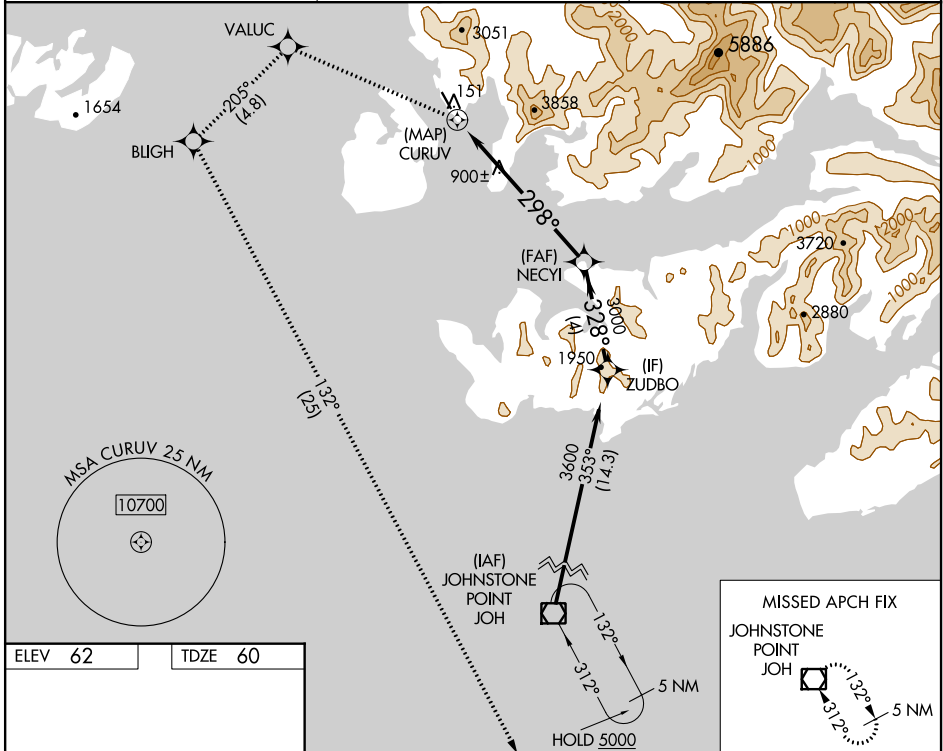 VALUC
3051
2000
5886
1654
205°
(4.8)
151
3858
(MAP)
CURUV
BLIGH
900±
1000
298°
1000
2000
3720
(FAF)
NECYI
1000
3000
328°
(4)
2880
1950
(IF)
ZUDBO
132°
(25)
MSA CURUV 25 NM
10700
3600
353°
(14.3)
(IAF)
JOHNSTONE
POINT
JOH
132°
312°
5 NM
HOLD 5000
MISSED APCH FIX
JOHNSTONE
POINT
JOH
132°
312°
5 NM
ELEV 62
TDZE 60